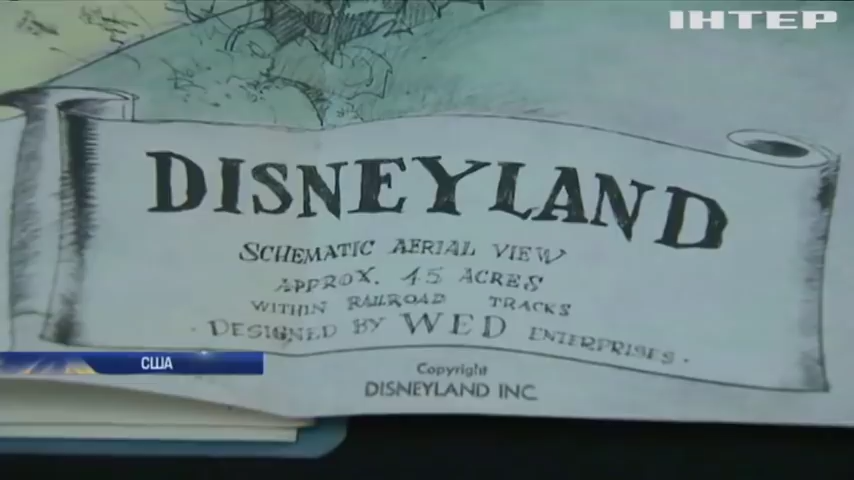 ІНТЕР
DISNEYLAND
SCHEMATIC AERIAL VIEW
APPROX. 45 ACRES
WITHIN RAILROAD TRACKS
DESIGNED BY WED ENTERPRISES.
США
Copyright
DISNEYLAND INC.